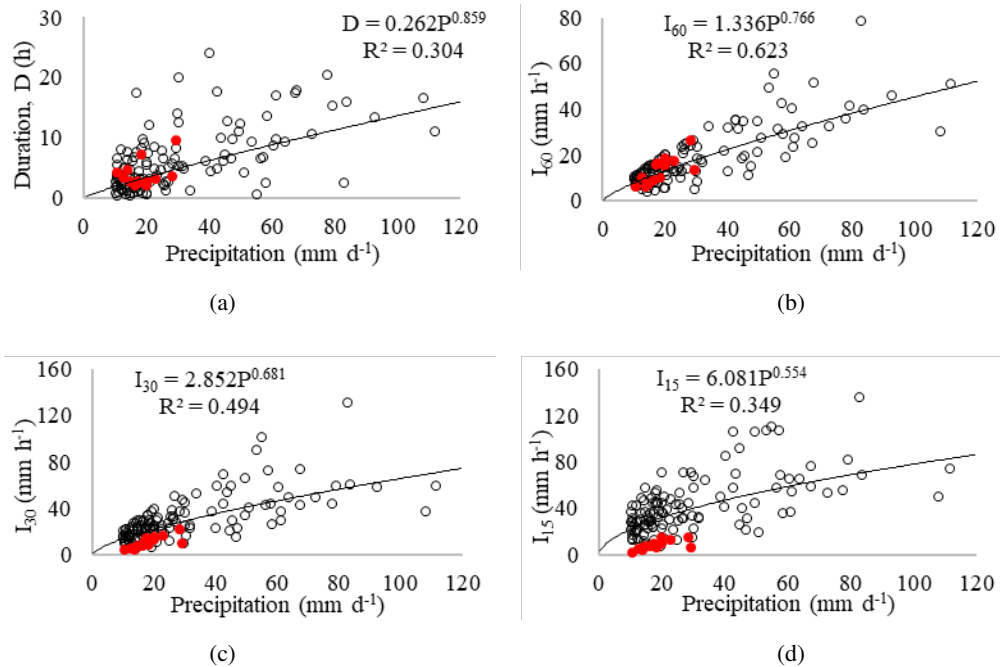 D = 0.262P^0.859
R² = 0.304
30
20
10
0
Duration, D (h)
0 20 40 60 80 100 120
Precipitation (mm d⁻¹)
(a)
I₆₀ = 1.336P^0.766
R² = 0.623
80
60
40
20
0
I₆₀ (mm h⁻¹)
0 20 40 60 80 100 120
Precipitation (mm d⁻¹)
(b)
I₃₀ = 2.852P^0.681
R² = 0.494
160
120
80
40
0
I₃₀ (mm h⁻¹)
0 20 40 60 80 100 120
Precipitation (mm d⁻¹)
(c)
I₁₅ = 6.081P^0.554
R² = 0.349
160
120
80
40
0
I₁₅ (mm h⁻¹)
0 20 40 60 80 100 120
Precipitation (mm d⁻¹)
(d)